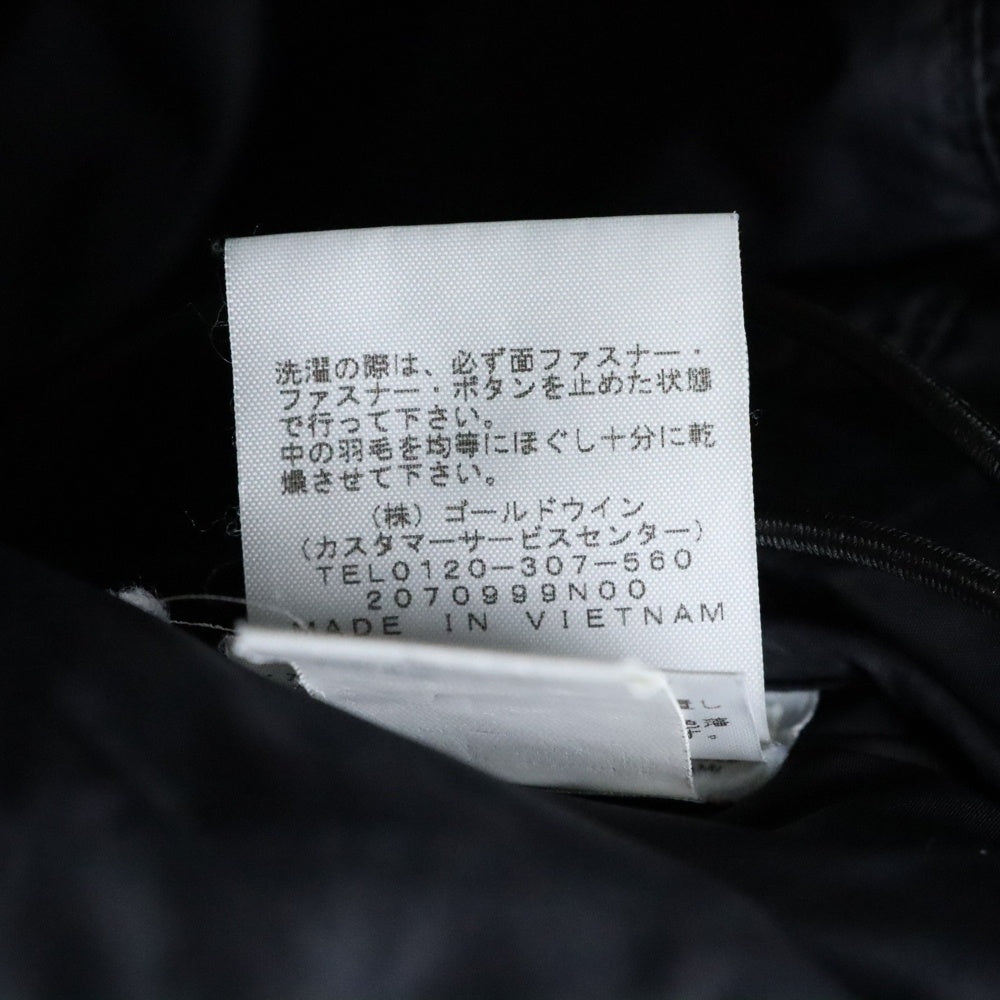 洗濯の際は、必ず面ファスナー・
ファスナー・ボタンを止めた状態
で行って下さい。
中の羽毛を均等にほぐし十分に乾
燥させて下さい。
(株) ゴールドウイン
(カスタマーサービスセンター)
TEL0120-307-560
2070999N00
MADE IN VIETNAM